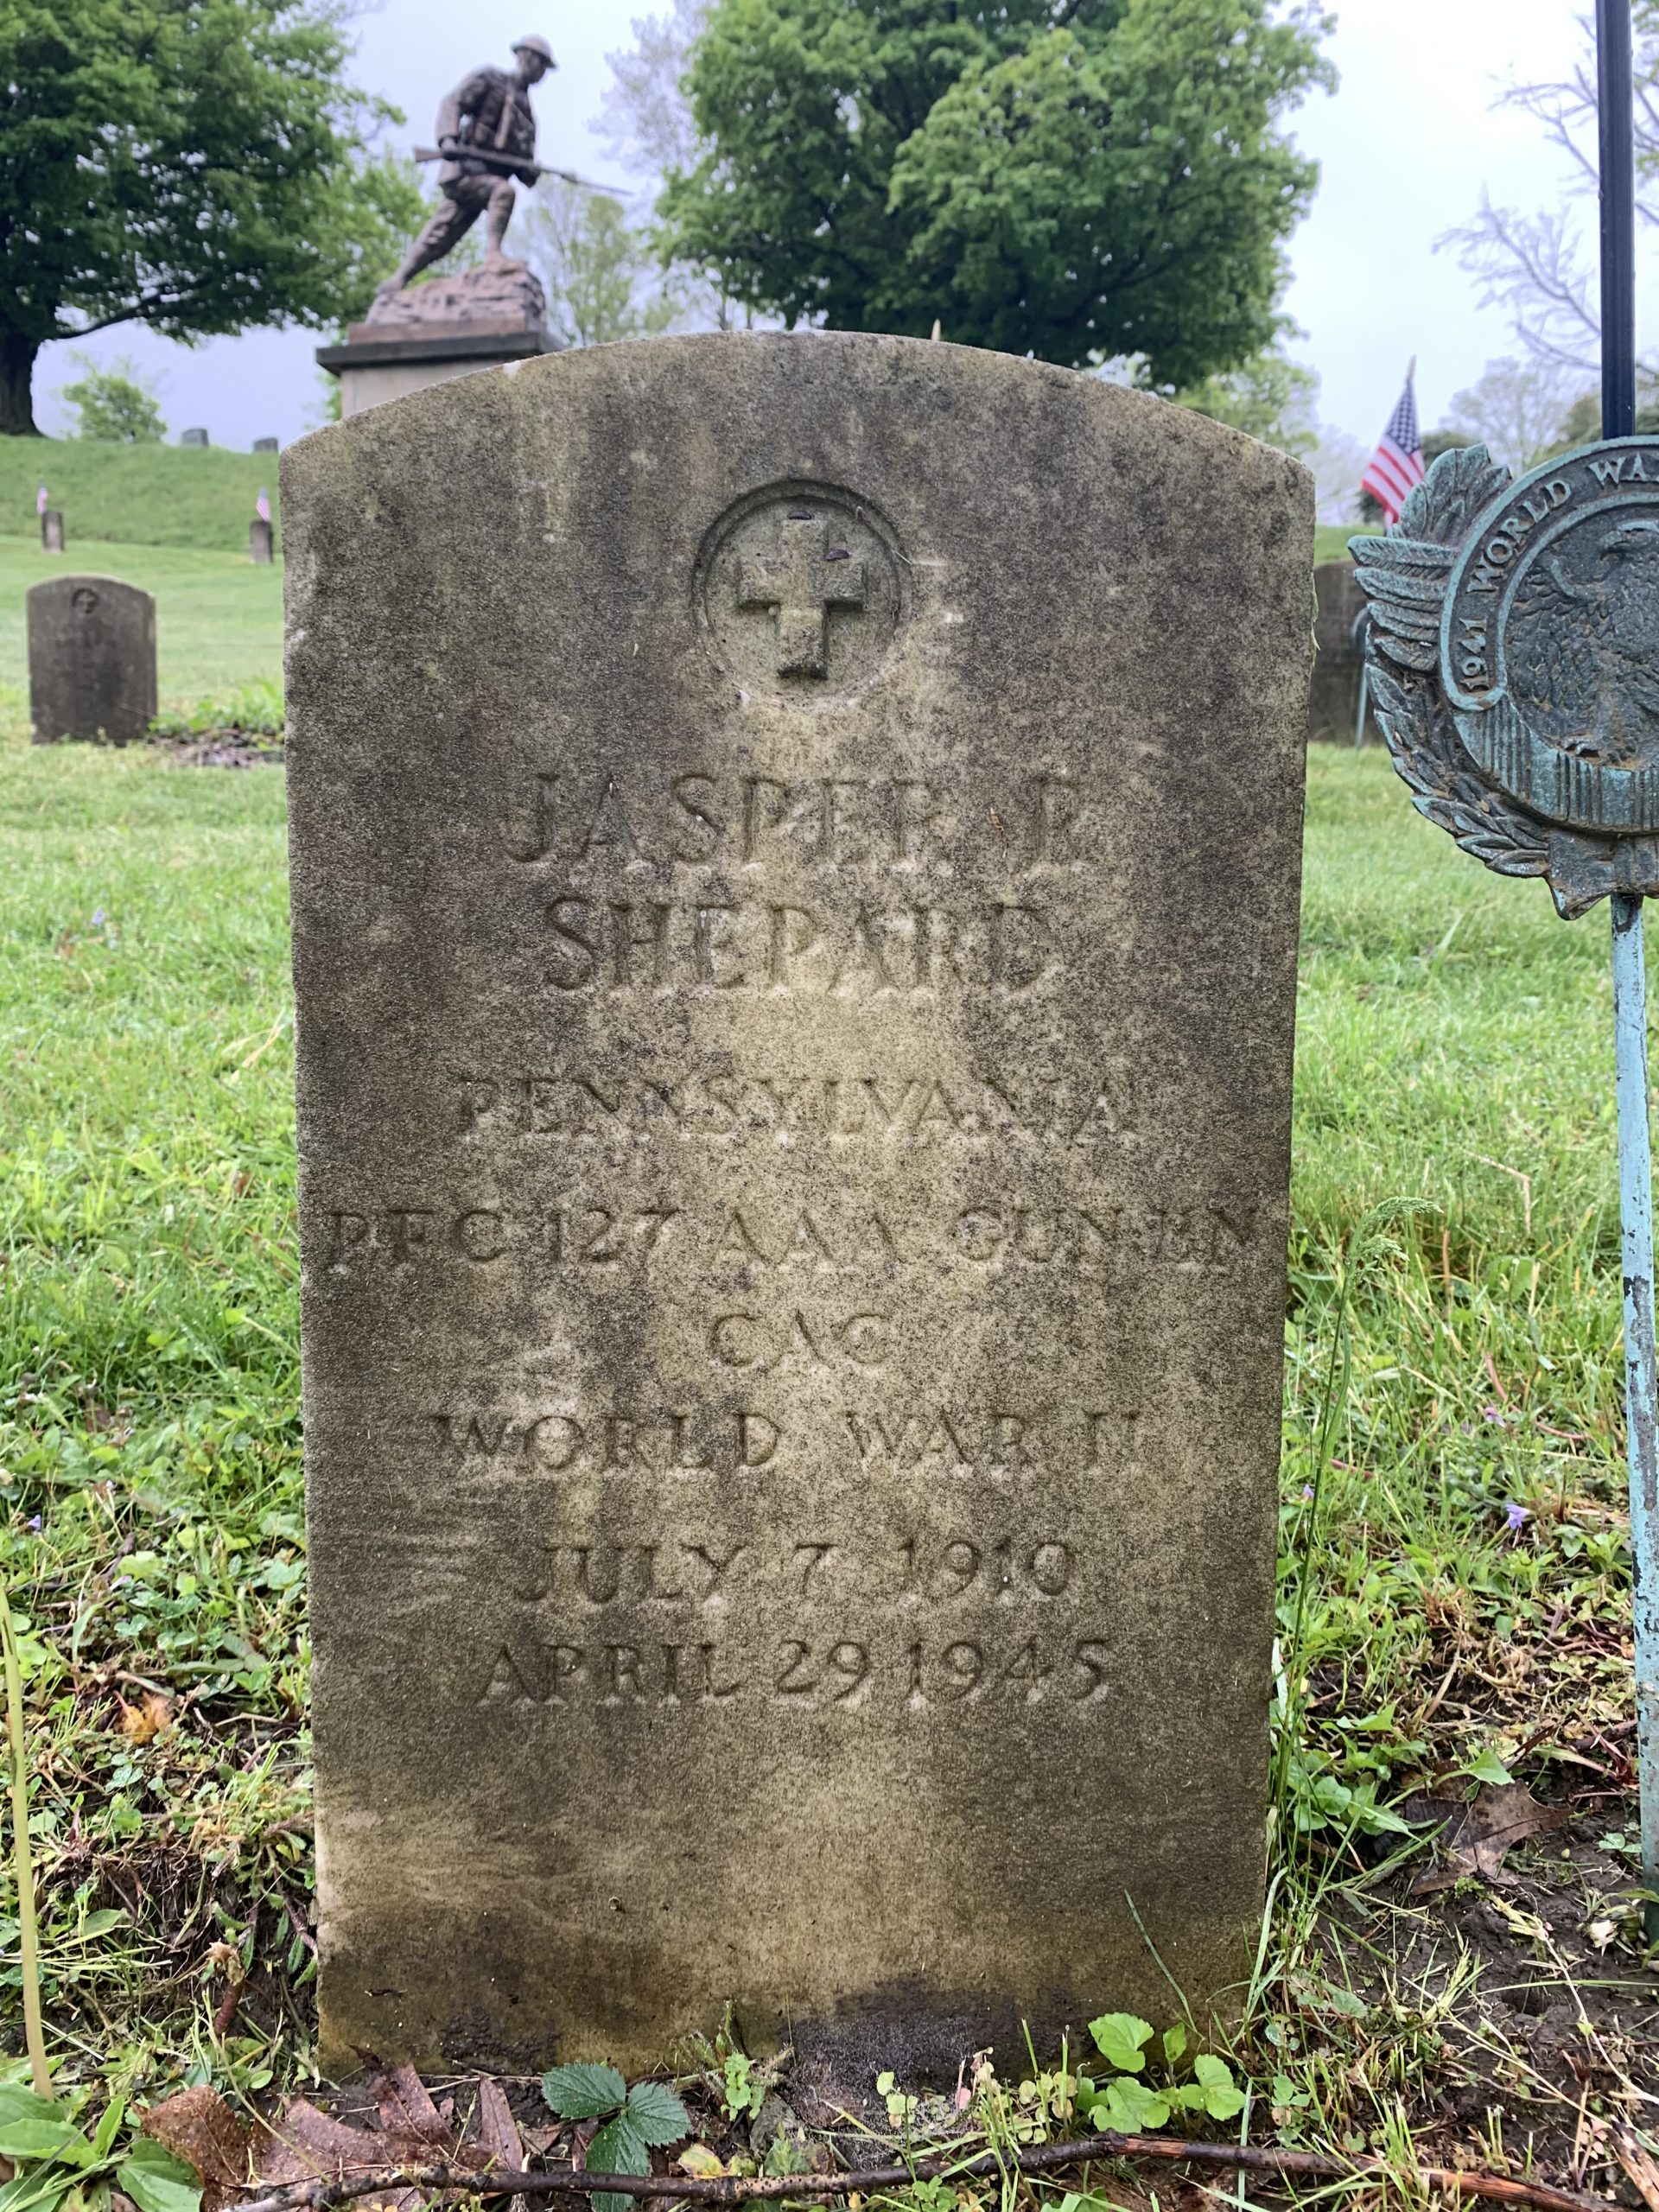 JASPER J
SHEPARD
PENNSYLVANIA
PFC 127 AAA GUN BN
CAC
WORLD WAR II
JULY 7 1910
APRIL 29 1945
1941 WORLD WA